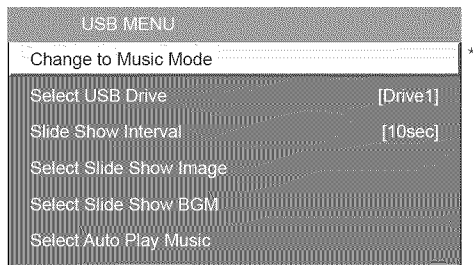 USB MENU
Change to Music Mode *
Select USB Drive [Drive1]
Slide Show Interval [10sec]
Select Slide Show Image
Select Slide Show BGM
Select Auto Play Music